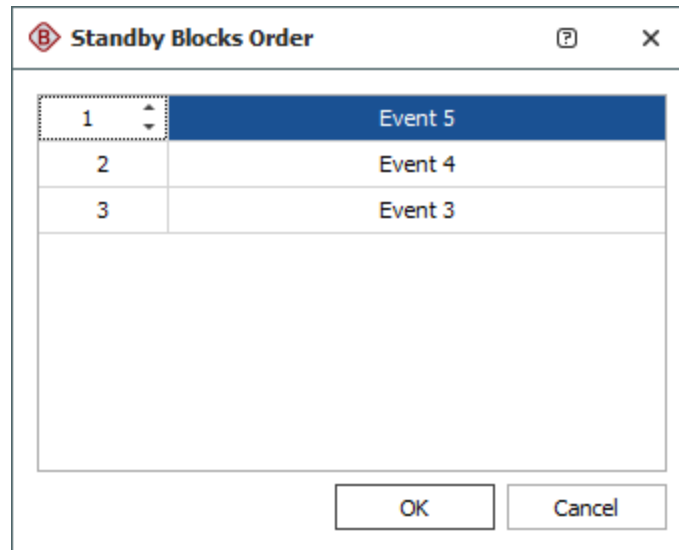 B Standby Blocks Order ?
1 Event 5
2 Event 4
3 Event 3
OK Cancel